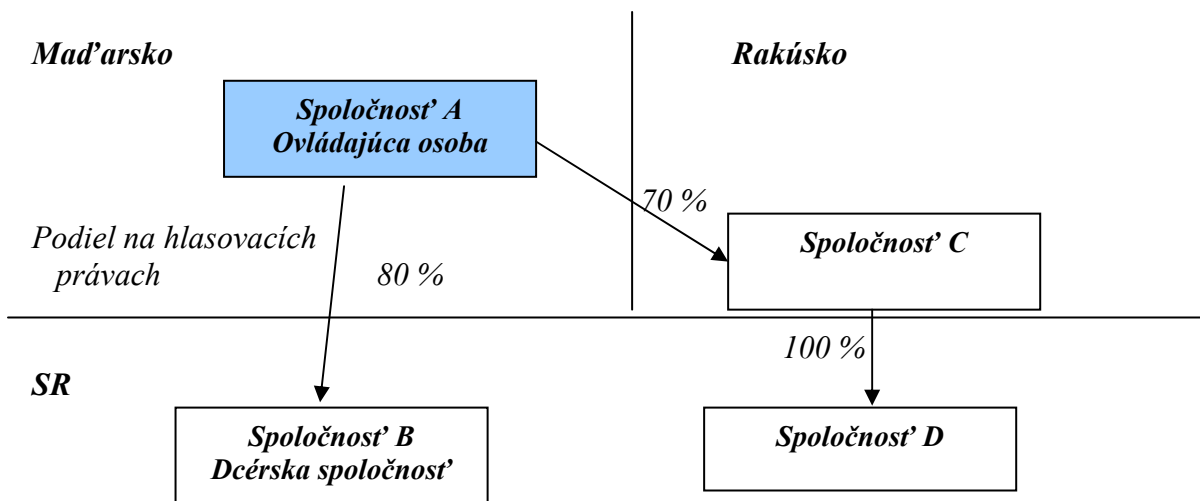 Maďarsko
Rakúsko
Spoločnosť A
Ovládajúca osoba
70 %
Spoločnosť C
Podiel na hlasovacích
právach
80 %
100 %
SR
Spoločnosť B
Dcérska spoločnosť
Spoločnosť D